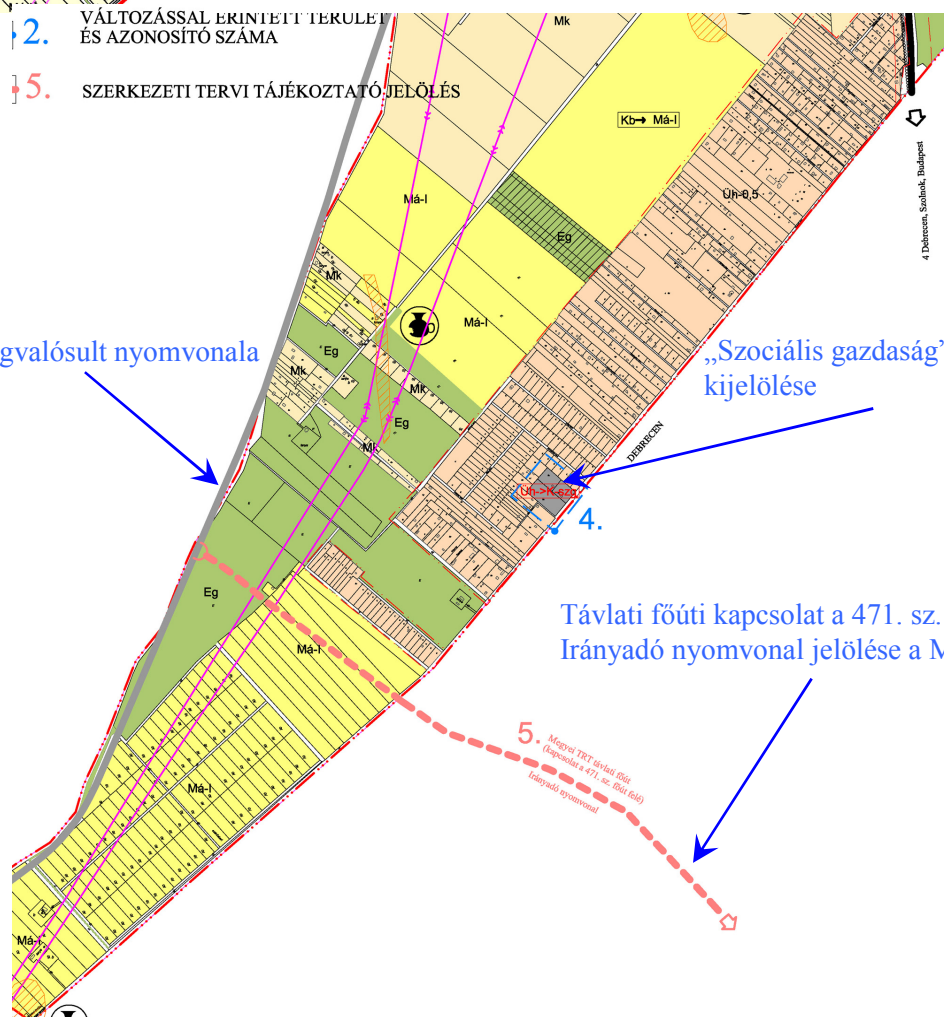 2.
VÁLTOZÁSSAL ÉRINTETT TERÜLET
ÉS AZONOSÍTÓ SZÁMA
5.
SZERKEZETI TERVI TÁJÉKOZTATÓ JELÖLÉS
Mk
Kb→ Má-I
4 Debrecen, Szolnok, Budapest
Üh-0,5
Má-I
Eg
Mk
Má-I
gvalósult nyomvonala
Eg
Mk
Mk
Eg
Mk
„Szociális gazdaság”
kijelölése
DEBRECEN
Üh->K-szg
4.
Eg
Má-I
Távlati főúti kapcsolat a 471. sz.
Irányadó nyomvonal jelölése a M
5.
Megyei TRT távlati főút
(kapcsolat a 471. sz. főút felé)
Irányadó nyomvonal
Má-I
Má-I